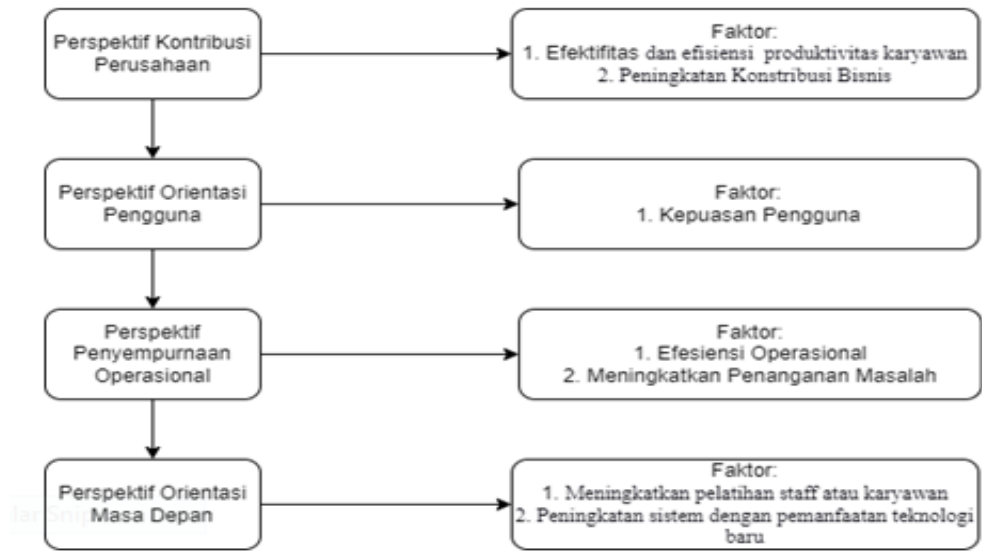 Perspektif Kontribusi
Perusahaan
Faktor:
1. Efektifitas dan efisiensi produktivitas karyawan
2. Peningkatan Konstribusi Bisnis
Perspektif Orientasi
Pengguna
Faktor:
1. Kepuasan Pengguna
Perspektif
Penyempurnaan
Operasional
Faktor:
1. Efesiensi Operasional
2. Meningkatkan Penanganan Masalah
Perspektif Orientasi
Masa Depan
Faktor:
1. Meningkatkan pelatihan staff atau karyawan
2. Peningkatan sistem dengan pemanfaatan teknologi
baru